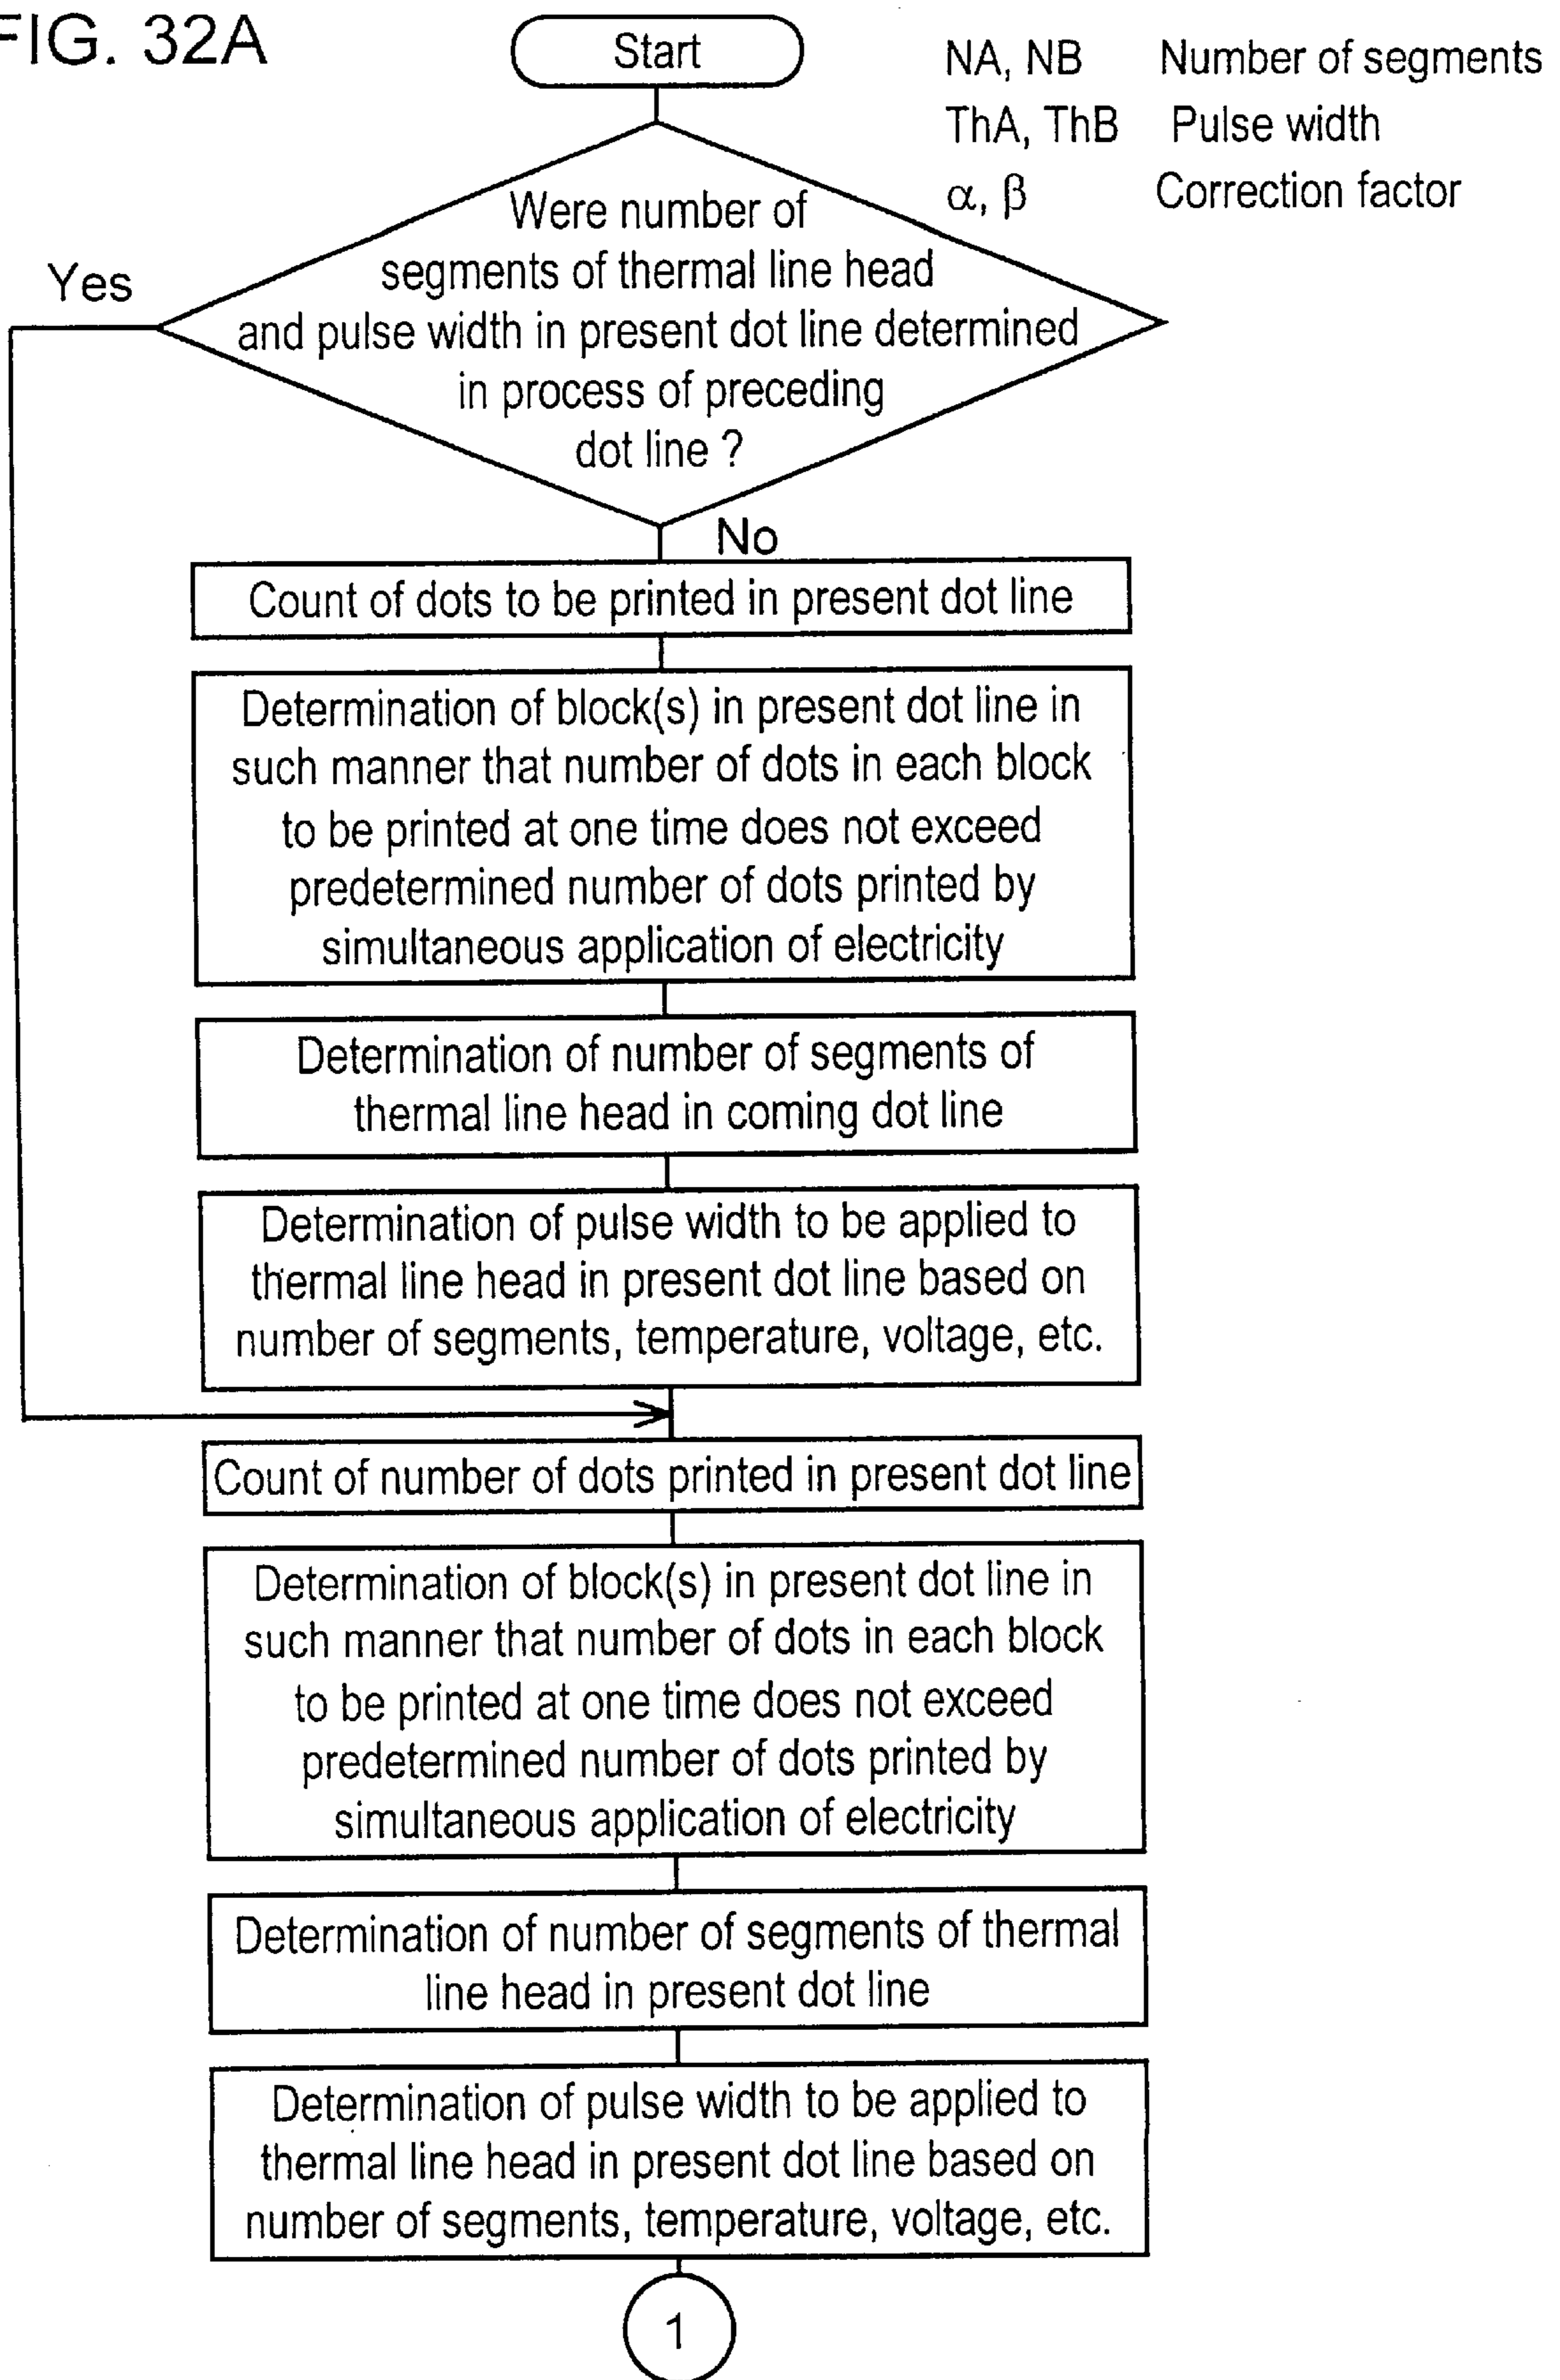 FIG. 32A
Start
NA, NB Number of segments
ThA, ThB Pulse width
α, β Correction factor
Were number of
segments of thermal line head
and pulse width in present dot line determined
in process of preceding
dot line ?
Yes
No
Count of dots to be printed in present dot line
Determination of block(s) in present dot line in
such manner that number of dots in each block
to be printed at one time does not exceed
predetermined number of dots printed by
simultaneous application of electricity
Determination of number of segments of
thermal line head in coming dot line
Determination of pulse width to be applied to
thermal line head in present dot line based on
number of segments, temperature, voltage, etc.
Count of number of dots printed in present dot line
Determination of block(s) in present dot line in
such manner that number of dots in each block
to be printed at one time does not exceed
predetermined number of dots printed by
simultaneous application of electricity
Determination of number of segments of thermal
line head in present dot line
Determination of pulse width to be applied to
thermal line head in present dot line based on
number of segments, temperature, voltage, etc.
1